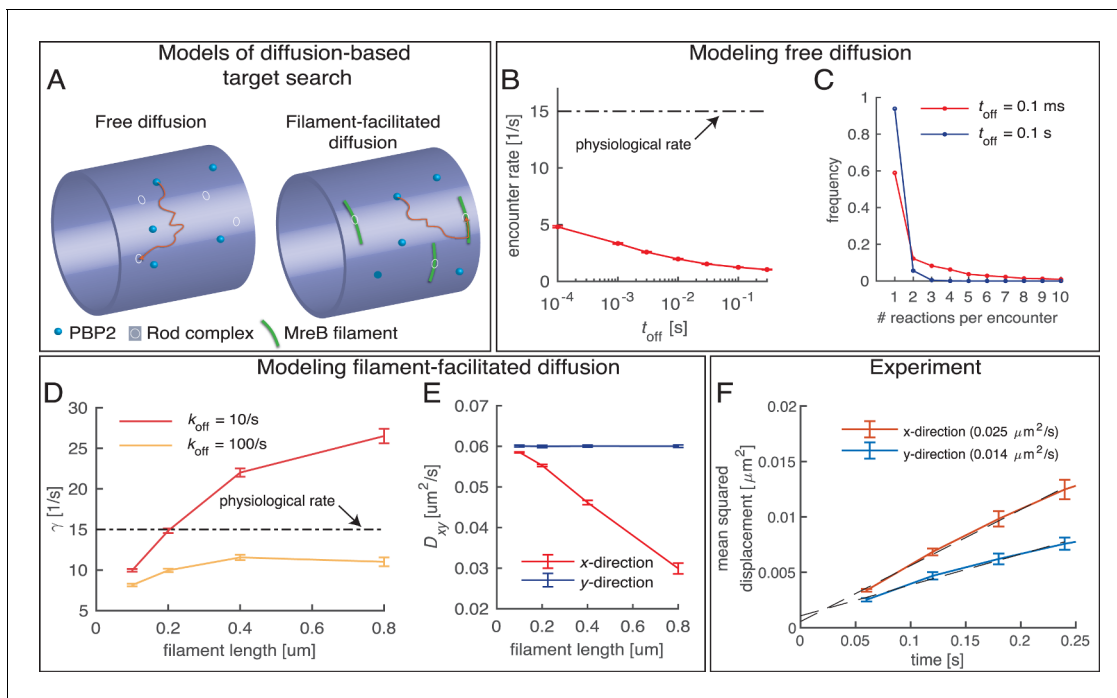 Models of diffusion-based
target search
A
Free diffusion
Filament-facilitated
diffusion
PBP2
Rod complex
MreB filament
Modeling free diffusion
B
encounter rate [1/s]
15
10
5
0
physiological rate
10⁻⁴
10⁻³
10⁻²
10⁻¹
t_off [s]
C
t_off = 0.1 ms
t_off = 0.1 s
frequency
1
0.8
0.6
0.4
0.2
0
1 2 3 4 5 6 7 8 9 10
# reactions per encounter
Modeling filament-facilitated diffusion
D
k_off = 10/s
k_off = 100/s
γ [1/s]
30
25
20
15
10
5
physiological rate
0 0.2 0.4 0.6 0.8
filament length [um]
E
D_xy [um²/s]
0.07
0.06
0.05
0.04
0.03
0.02
x-direction
y-direction
0 0.2 0.4 0.6 0.8
filament length [um]
Experiment
F
mean squared
displacement [μm²]
0.02
0.015
0.01
0.005
0
x-direction (0.025 μm²/s)
y-direction (0.014 μm²/s)
0 0.05 0.1 0.15 0.2 0.25
time [s]